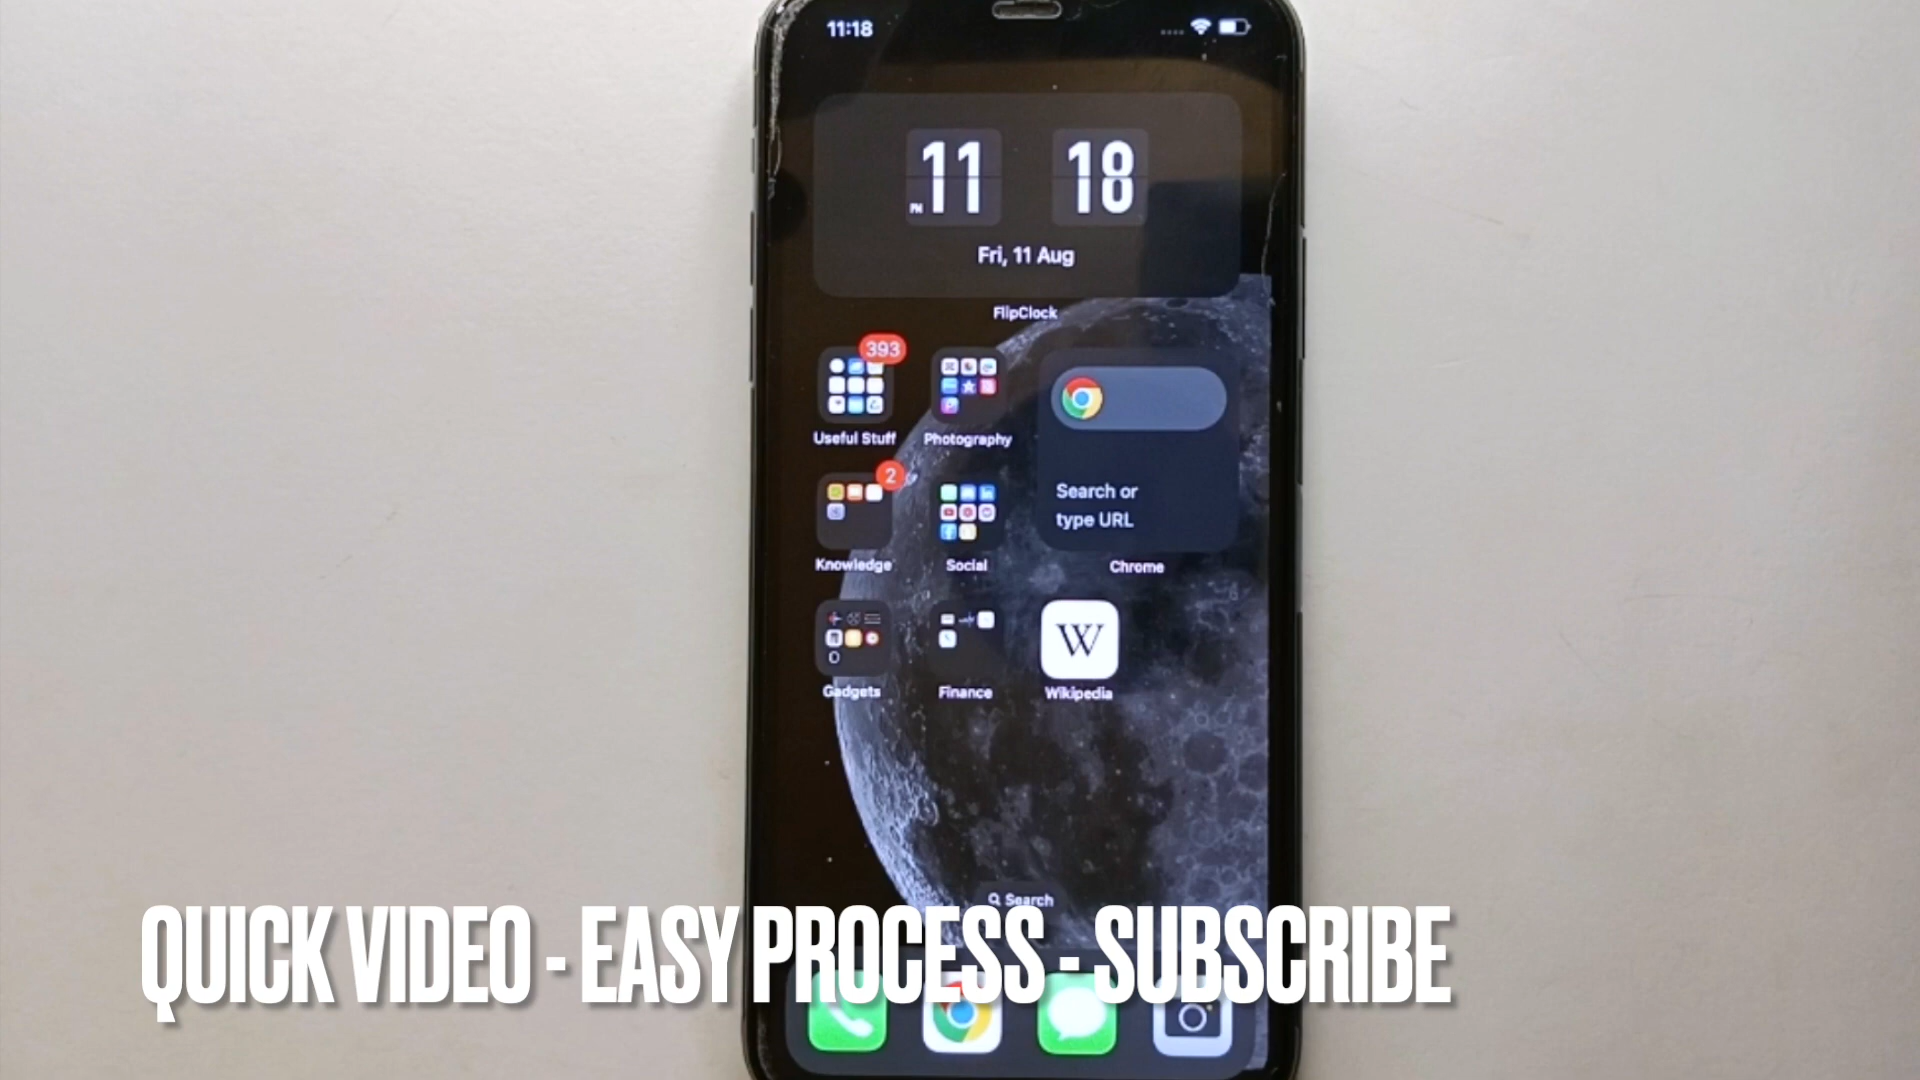 11:18
PM
11 18
Fri, 11 Aug
FlipClock
393
Useful Stuff
Photography
Search or
type URL
2
Knowledge
Social
Chrome
Gadgets
Finance
W
Wikipedia
Search
QUICK VIDEO - EASY PROCESS - SUBSCRIBE